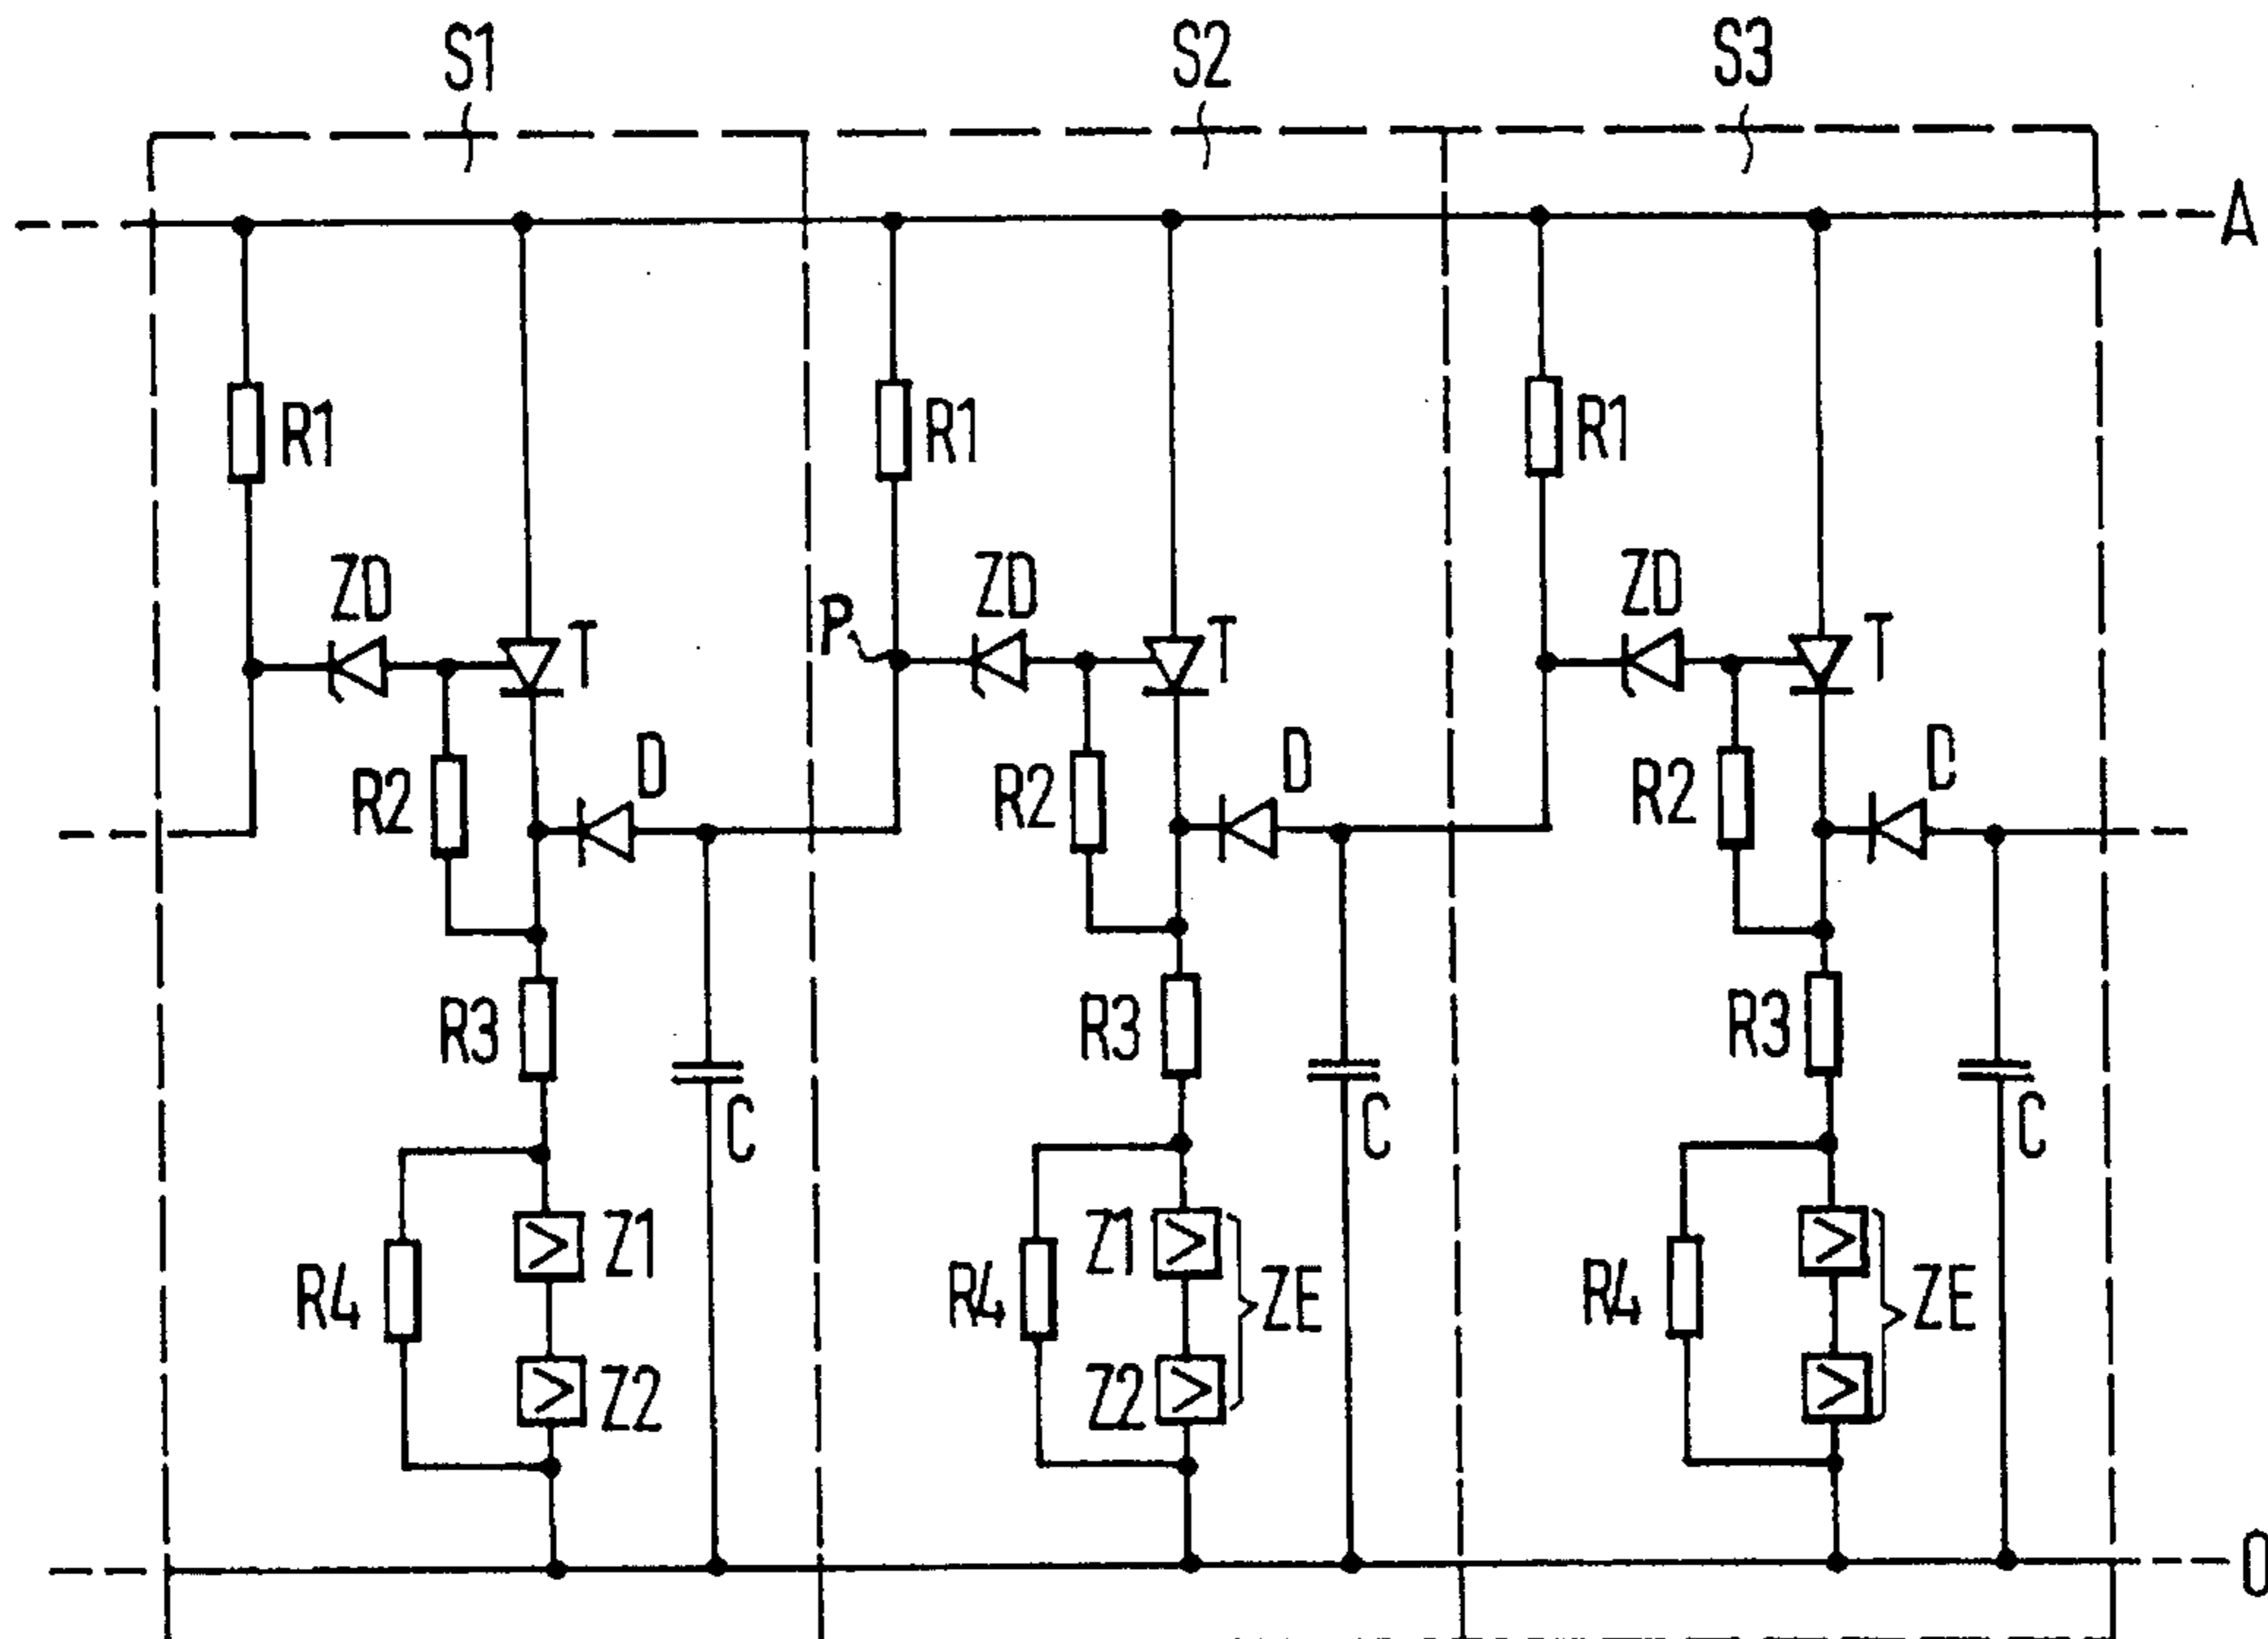 S1 S2 S3
A
R1 R1 R1
ZD T P ZD T ZD T
R2 D R2 D R2 D
R3 R3 R3
C C C
R4 Z1 R4 Z1 ZE R4 ZE
Z2 Z2
0